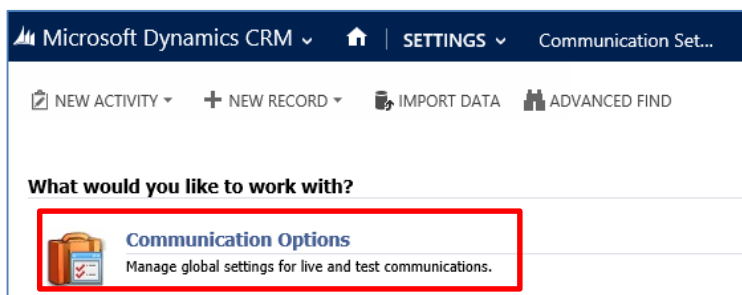 Microsoft Dynamics CRM SETTINGS Communication Set...
NEW ACTIVITY NEW RECORD IMPORT DATA ADVANCED FIND
What would you like to work with?
Communication Options
Manage global settings for live and test communications.